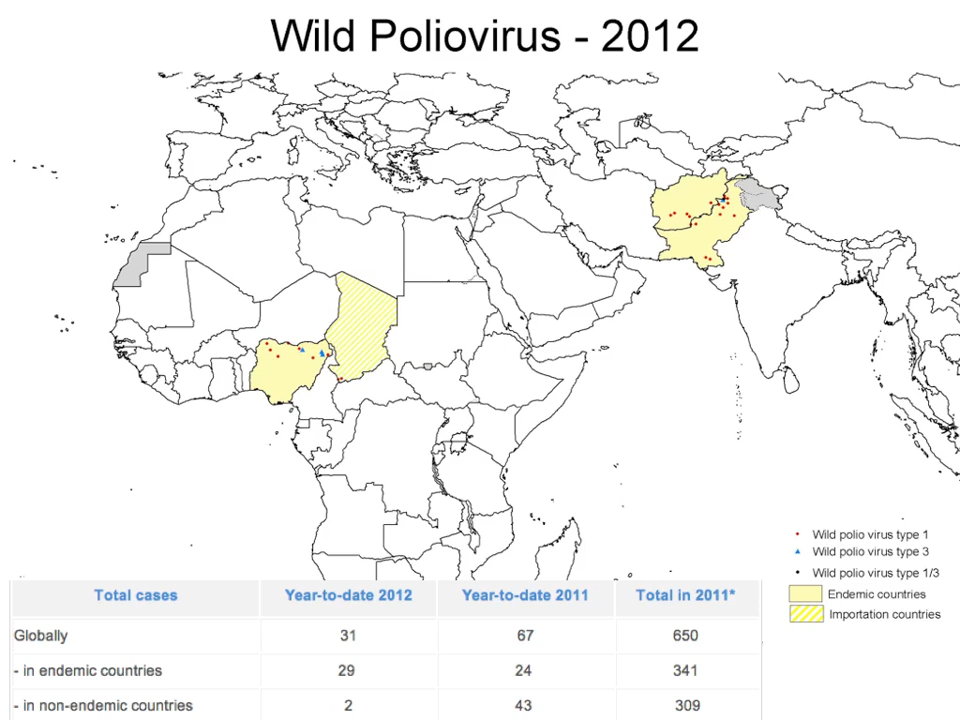 Wild Poliovirus - 2012
Wild polio virus type 1
Wild polio virus type 3
Wild polio virus type 1/3
Endemic countries
Importation countries
Total cases Year-to-date 2012 Year-to-date 2011 Total in 2011*
Globally 31 67 650
- in endemic countries 29 24 341
- in non-endemic countries 2 43 309